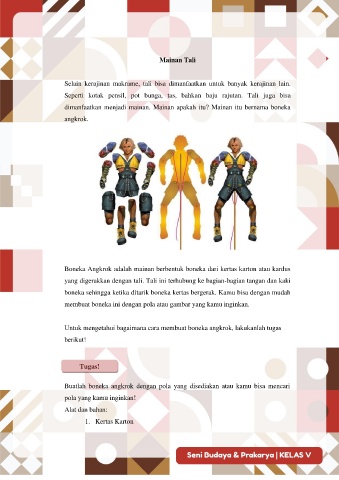 Mainan Tali
Selain kerajinan makrame, tali bisa dimanfaatkan untuk banyak kerajinan lain.
Seperti kotak pensil, pot bunga, tas, bahkan baju rajutan. Tali juga bisa
dimanfaatkan menjadi mainan. Mainan apakah itu? Mainan itu bernama boneka
angkrok.
Boneka Angkrok adalah mainan berbentuk boneka dari kertas karton atau kardus
yang digerakkan dengan tali. Tali ini terhubung ke bagian-bagian tangan dan kaki
boneka sehingga ketika ditarik boneka kertas bergerak. Kamu bisa dengan mudah
membuat boneka ini dengan pola atau gambar yang kamu inginkan.
Untuk mengetahui bagaimana cara membuat boneka angkrok, lakukanlah tugas
berikut!
Tugas!
Buatlah boneka angkrok dengan pola yang disediakan atau kamu bisa mencari
pola yang kamu inginkan!
Alat dan bahan:
1. Kertas Karton
Seni Budaya & Prakarya | KELAS V